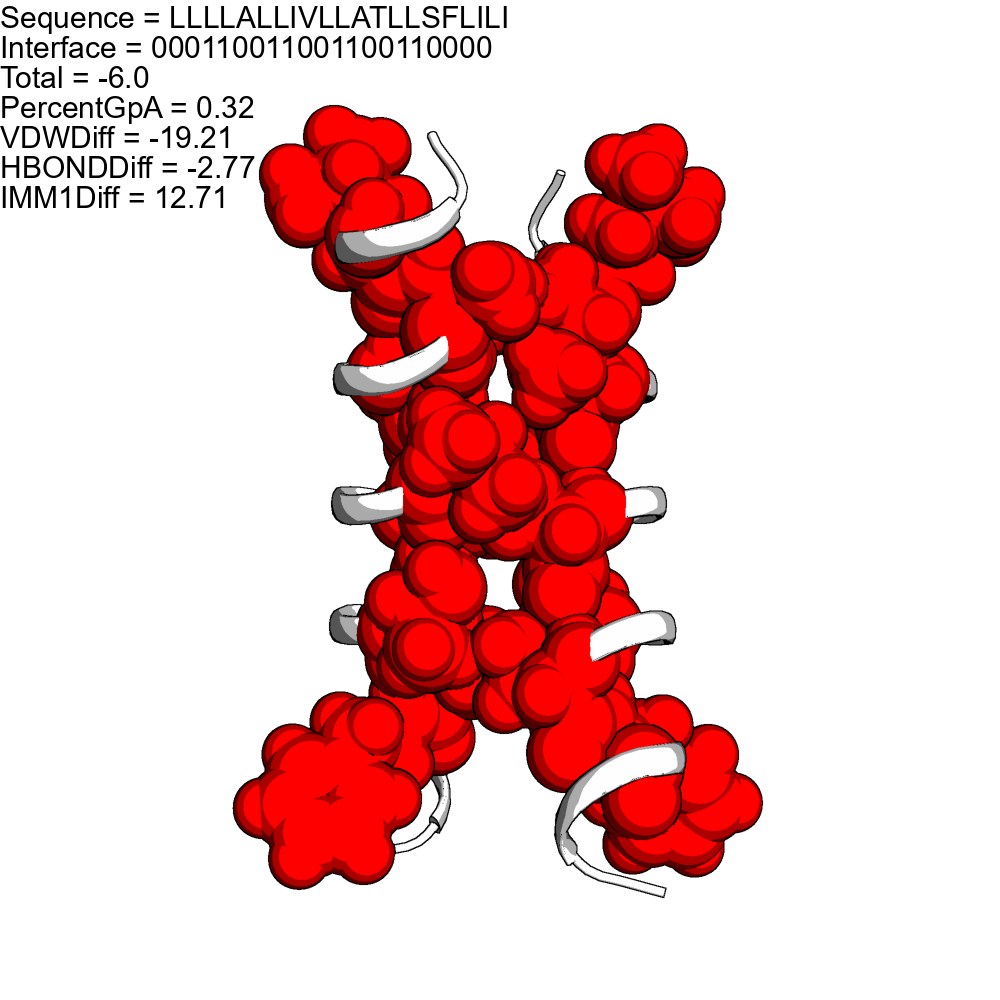 Sequence = LLLLALLIVLLATLLSFLILI
Interface = 000110011001100110000
Total = -6.0
PercentGpA = 0.32
VDWDiff = -19.21
HBONDDiff = -2.77
IMM1Diff = 12.71